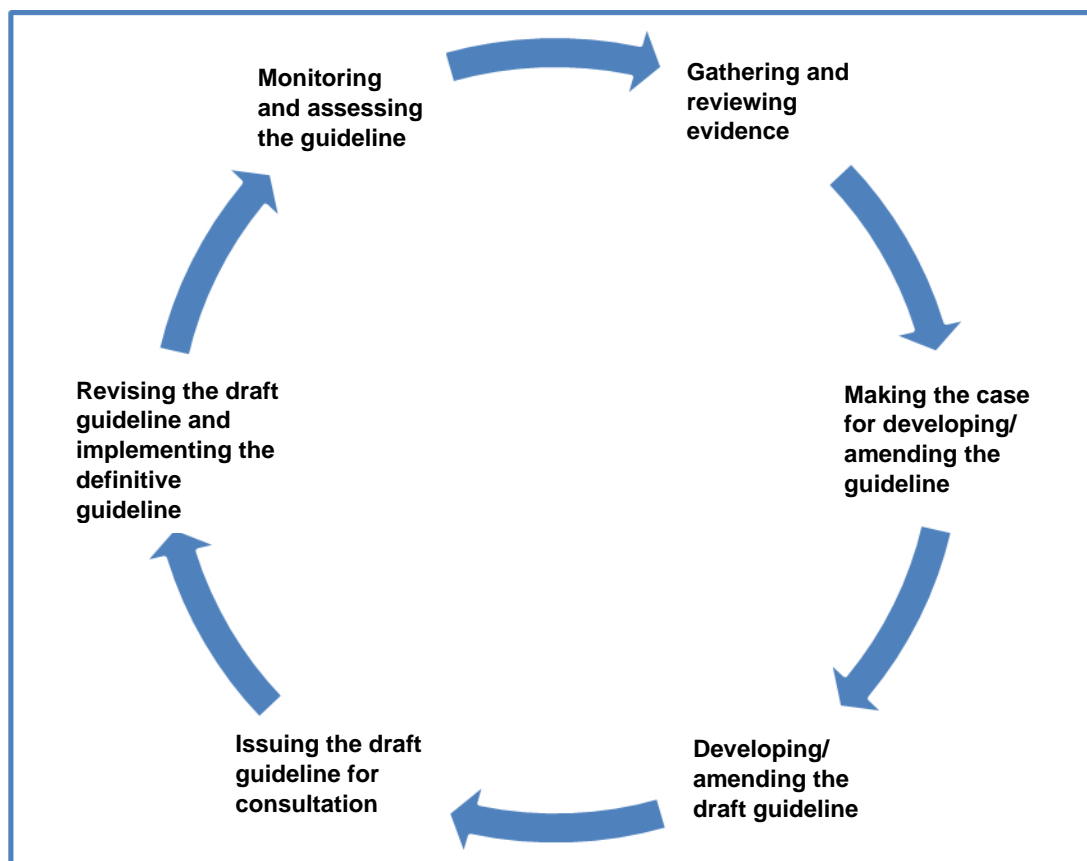 Monitoring
and assessing
the guideline
Gathering and
reviewing
evidence
Making the case
for developing/
amending the
guideline
Developing/
amending the
draft guideline
Issuing the draft
guideline for
consultation
Revising the draft
guideline and
implementing the
definitive
guideline